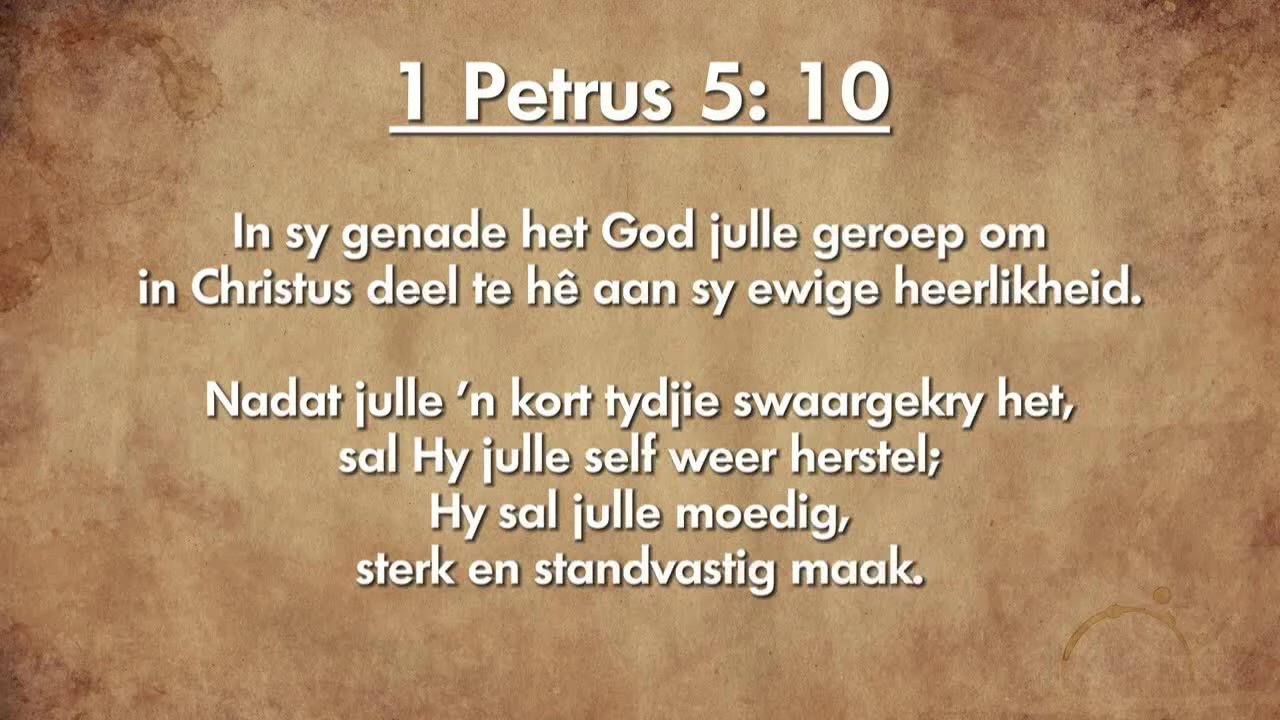 1 Petrus 5: 10
In sy genade het God julle geroep om
in Christus deel te hê aan sy ewige heerlikheid.
Nadat julle ’n kort tydjie swaargekry het,
sal Hy julle self weer herstel;
Hy sal julle moedig,
sterk en standvastig maak.